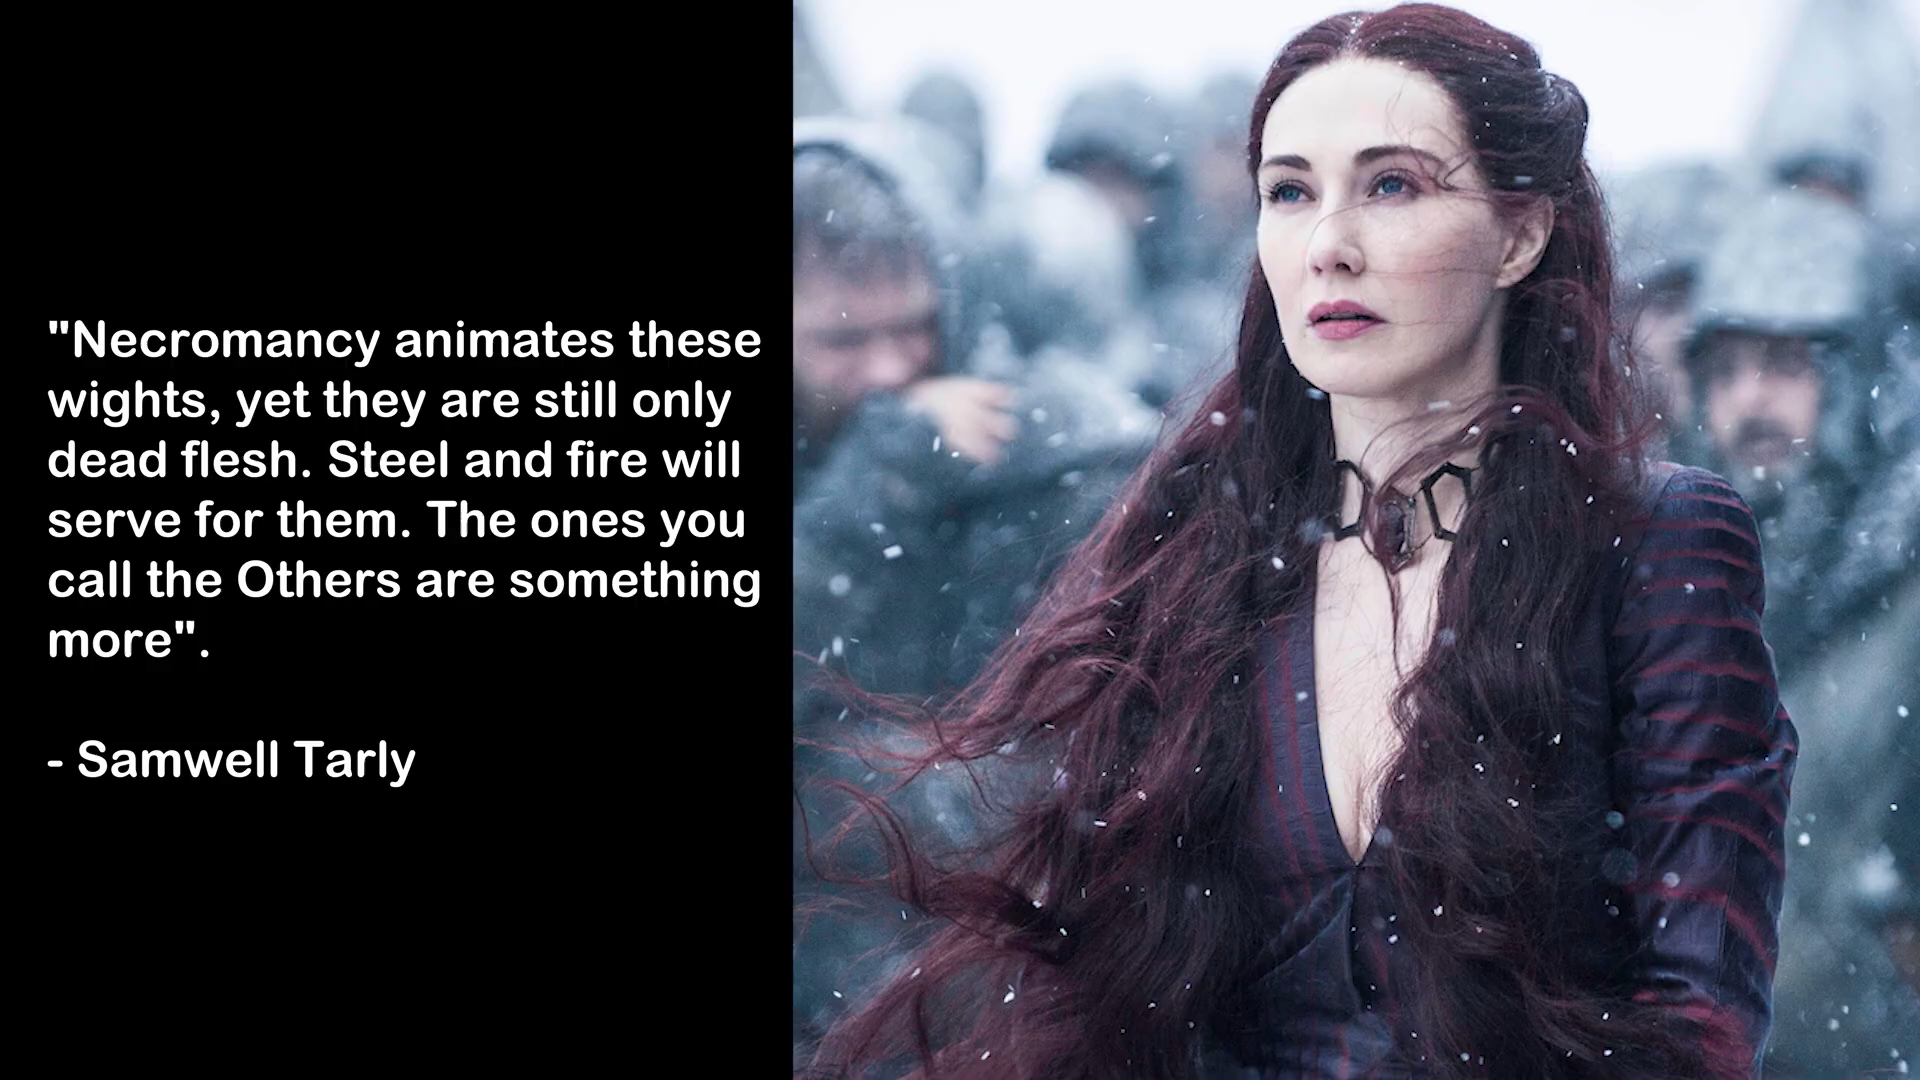 "Necromancy animates these
wights, yet they are still only
dead flesh. Steel and fire will
serve for them. The ones you
call the Others are something
more".
- Samwell Tarly